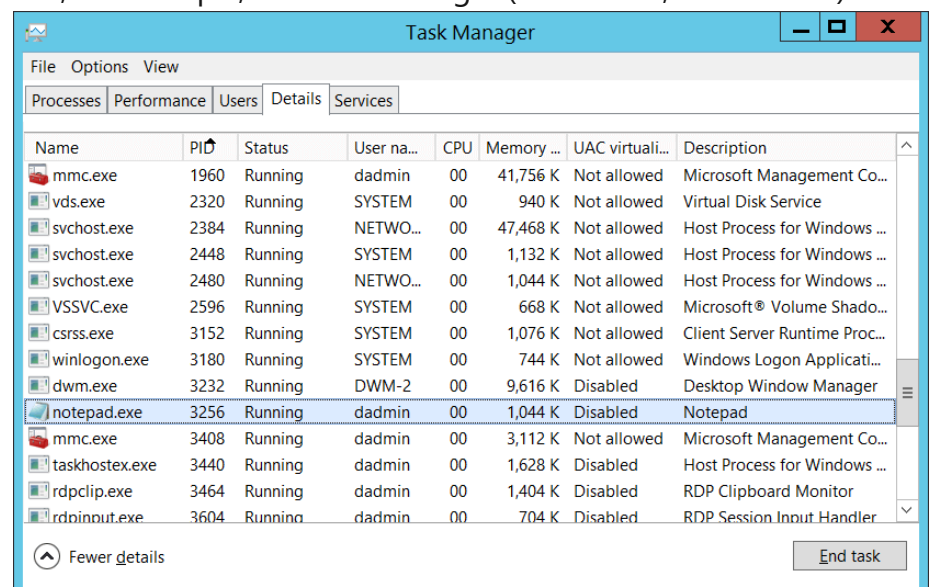 Task Manager
File Options View
Processes Performance Users Details Services
Name PID Status User na... CPU Memory ... UAC virtuali... Description
mmc.exe 1960 Running dadmin 00 41,756 K Not allowed Microsoft Management Co...
vds.exe 2320 Running SYSTEM 00 940 K Not allowed Virtual Disk Service
svchost.exe 2384 Running NETWO... 00 47,468 K Not allowed Host Process for Windows ...
svchost.exe 2448 Running SYSTEM 00 1,132 K Not allowed Host Process for Windows ...
svchost.exe 2480 Running NETWO... 00 1,044 K Not allowed Host Process for Windows ...
VSSVC.exe 2596 Running SYSTEM 00 668 K Not allowed Microsoft® Volume Shado...
csrss.exe 3152 Running SYSTEM 00 1,076 K Not allowed Client Server Runtime Proc...
winlogon.exe 3180 Running SYSTEM 00 744 K Not allowed Windows Logon Applicati...
dwm.exe 3232 Running DWM-2 00 9,616 K Disabled Desktop Window Manager
notepad.exe 3256 Running dadmin 00 1,044 K Disabled Notepad
mmc.exe 3408 Running dadmin 00 3,112 K Not allowed Microsoft Management Co...
taskhostex.exe 3440 Running dadmin 00 1,628 K Disabled Host Process for Windows ...
rdpclip.exe 3464 Running dadmin 00 1,404 K Disabled RDP Clipboard Monitor
rdpinput.exe 3604 Running dadmin 00 704 K Disabled RDP Session Input Handler
Fewer details End task